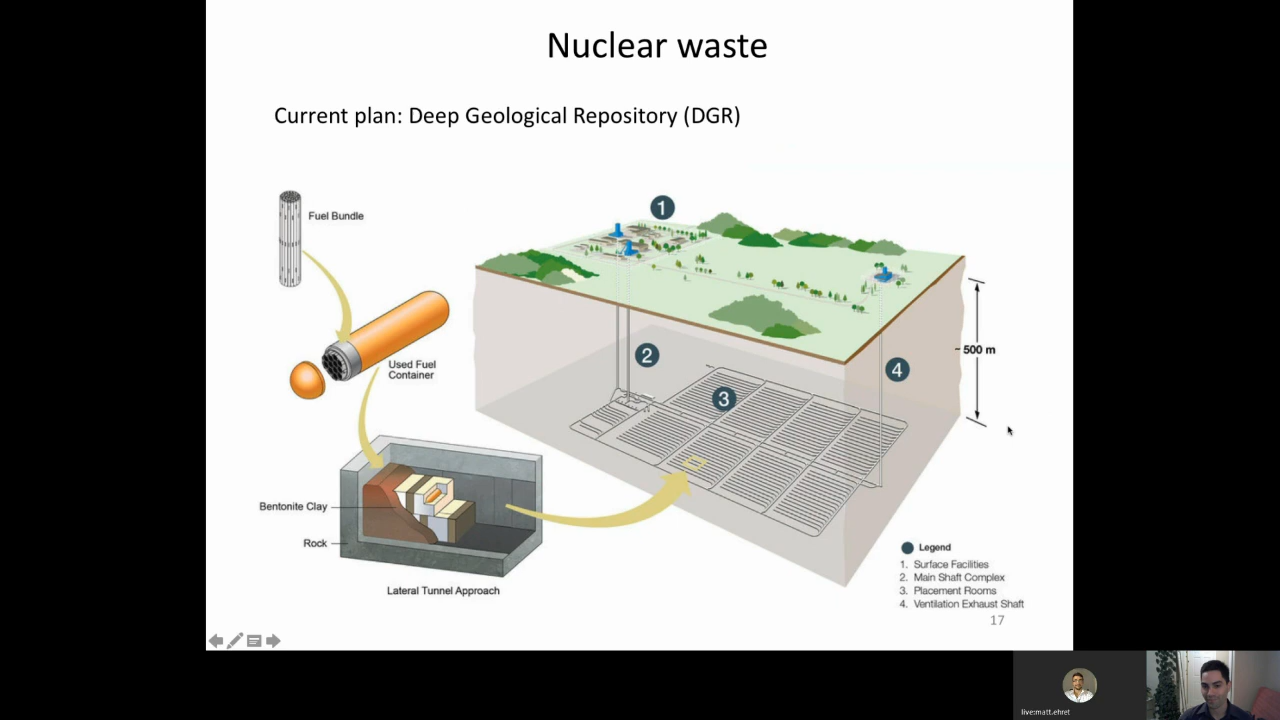 Nuclear waste
Current plan: Deep Geological Repository (DGR)
Fuel Bundle
1
Used Fuel
Container
2
3
4
500 m
Bentonite Clay
Rock
Lateral Tunnel Approach
Legend
1. Surface Facilities
2. Main Shaft Complex
3. Placement Rooms
4. Ventilation Exhaust Shaft
17
live:matt.ehret